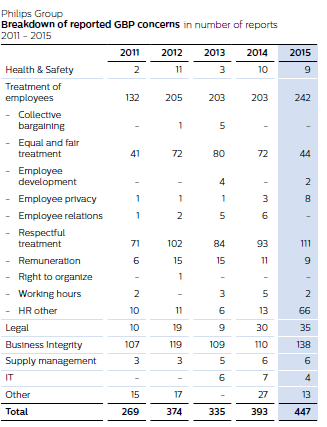 Philips Group
Breakdown of reported GBP concerns in number of reports
2011 - 2015
2011 2012 2013 2014 2015
Health & Safety 2 11 3 10 9
Treatment of
employees 132 205 203 203 242
- Collective
bargaining - 1 5 - -
- Equal and fair
treatment 41 72 80 72 44
- Employee
development - - 4 - 2
- Employee privacy 1 1 1 3 8
- Employee relations 1 2 5 6 -
- Respectful
treatment 71 102 84 93 111
- Remuneration 6 15 15 11 9
- Right to organize - 1 - - -
- Working hours 2 - 3 5 2
- HR other 10 11 6 13 66
Legal 10 19 9 30 35
Business Integrity 107 119 109 110 138
Supply management 3 3 5 6 6
IT - - 6 7 4
Other 15 17 - 27 13
Total 269 374 335 393 447